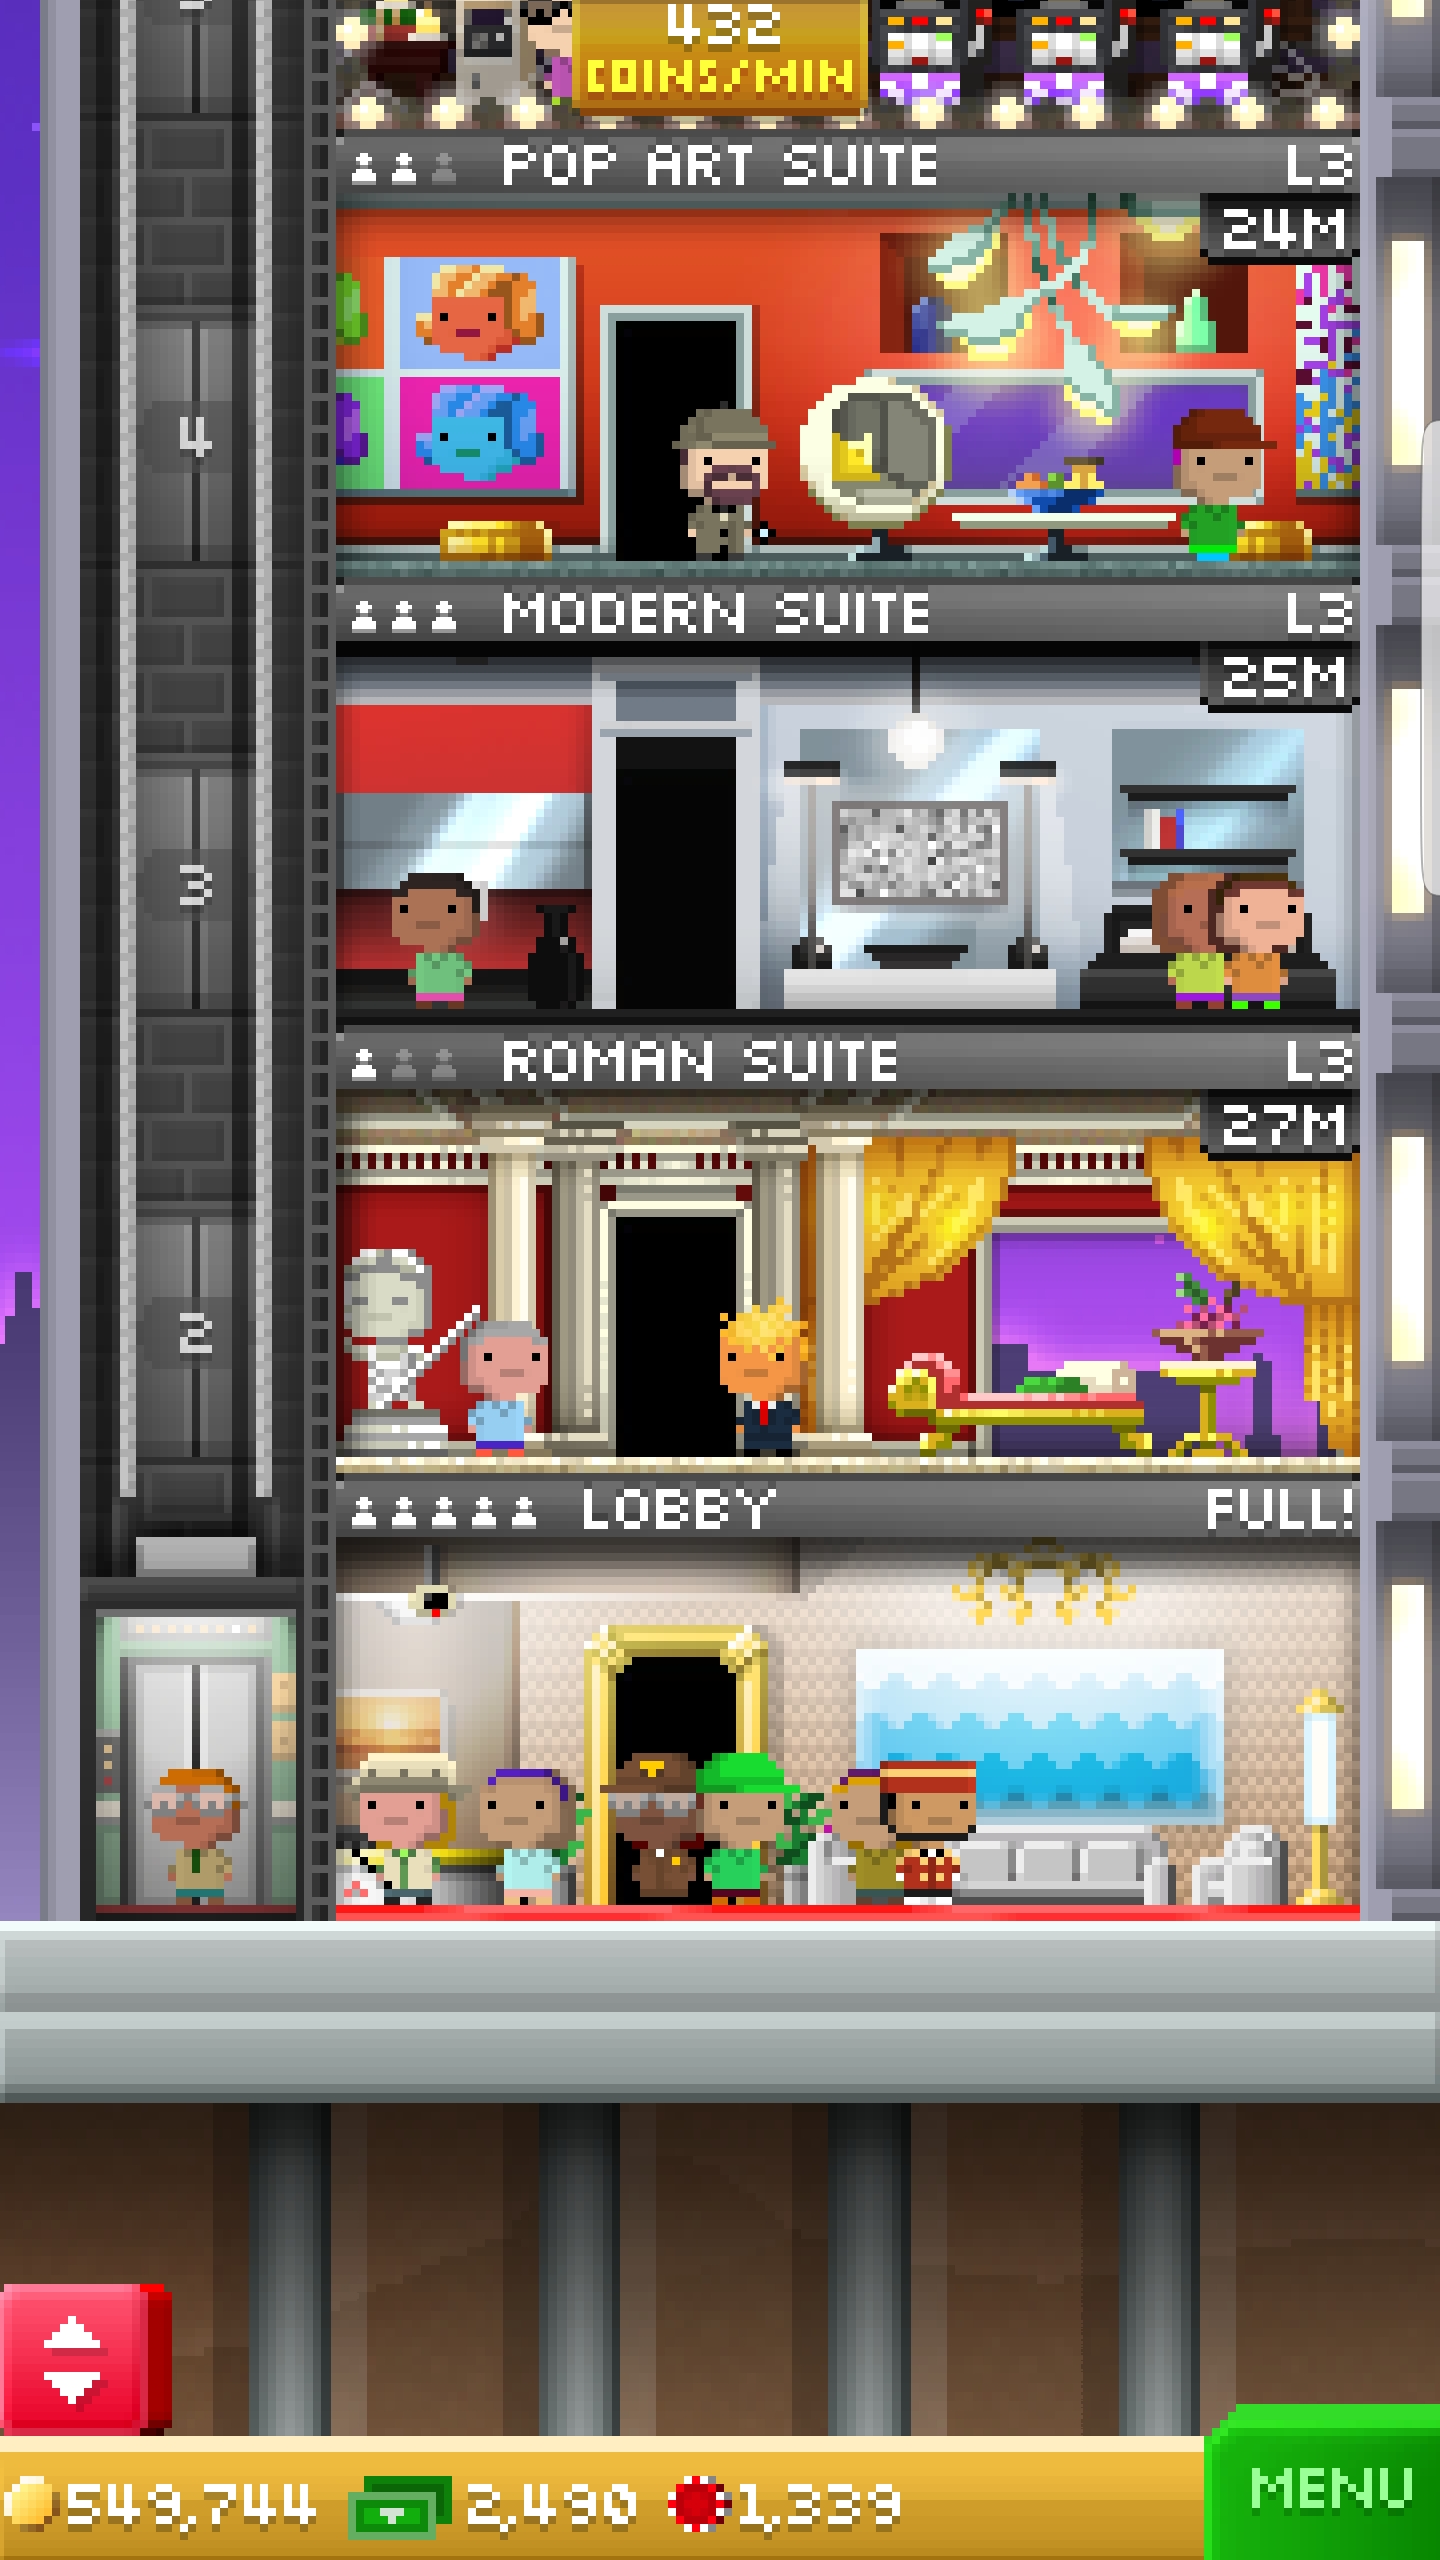 432
COINS/MIN
POP ART SUITE L3
24M
4
MODERN SUITE L3
25M
3
ROMAN SUITE L3
27M
2
LOBBY FULL!
549,744 2,490 1,339 MENU